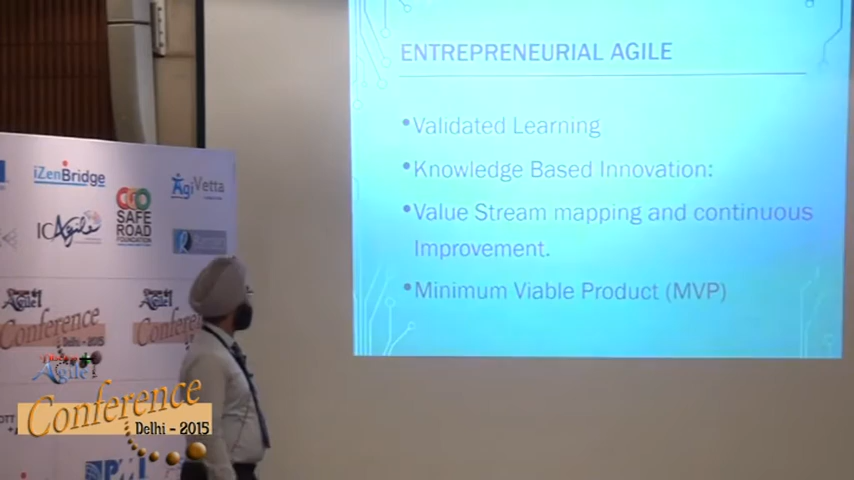 ENTREPRENEURIAL AGILE
•Validated Learning
•Knowledge Based Innovation:
•Value Stream mapping and continuous
Improvement.
•Minimum Viable Product (MVP)
iZenBridge
AgiVetta
ICAgile
SAFE
ROAD
FOUNDATION
Conference
Delhi - 2015
Conference
Agile
Conference
Delhi - 2015